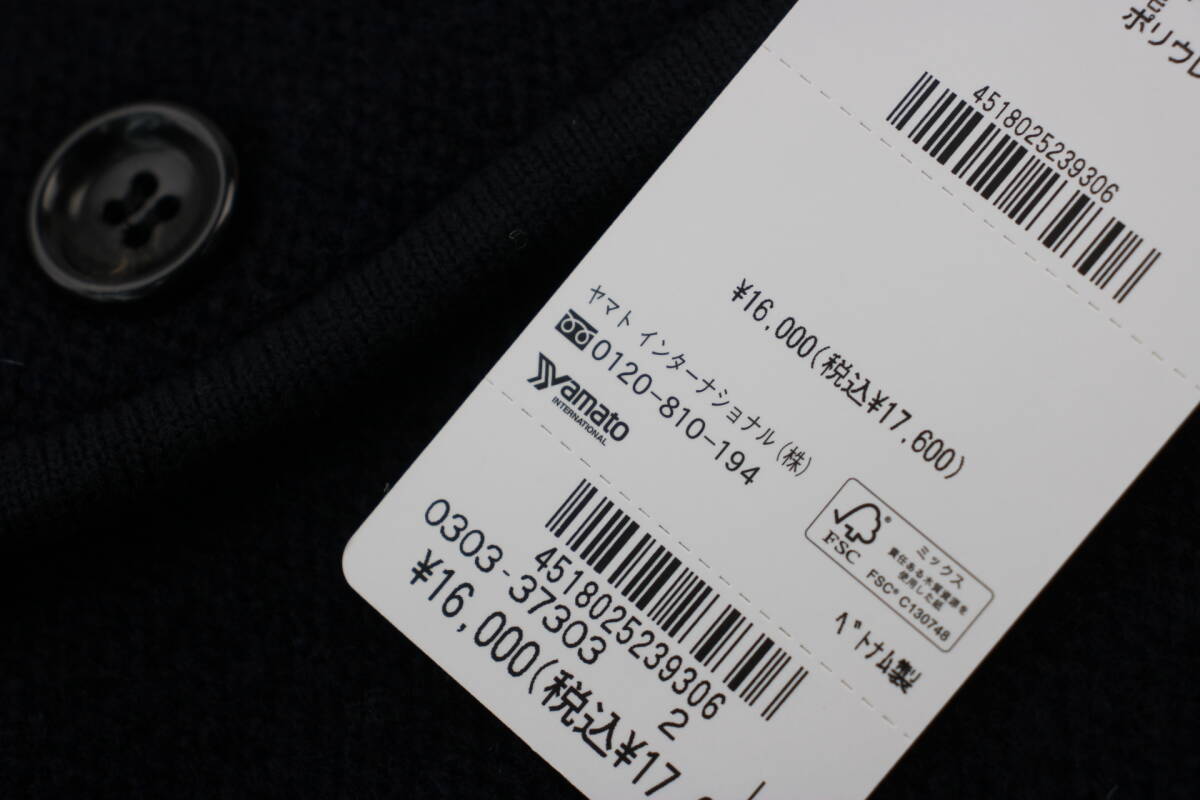 ポリウレ
4518025239306
¥16,000(税込¥17,600)
ヤマト インターナショナル(株)
0120-810-194
Yamato
INTERNATIONAL
ミックス
責任ある木質資源を
使用した紙
FSC® C130748
FSC
ベトナム製
4518025239306
0303-37303 2
¥16,000(税込¥17